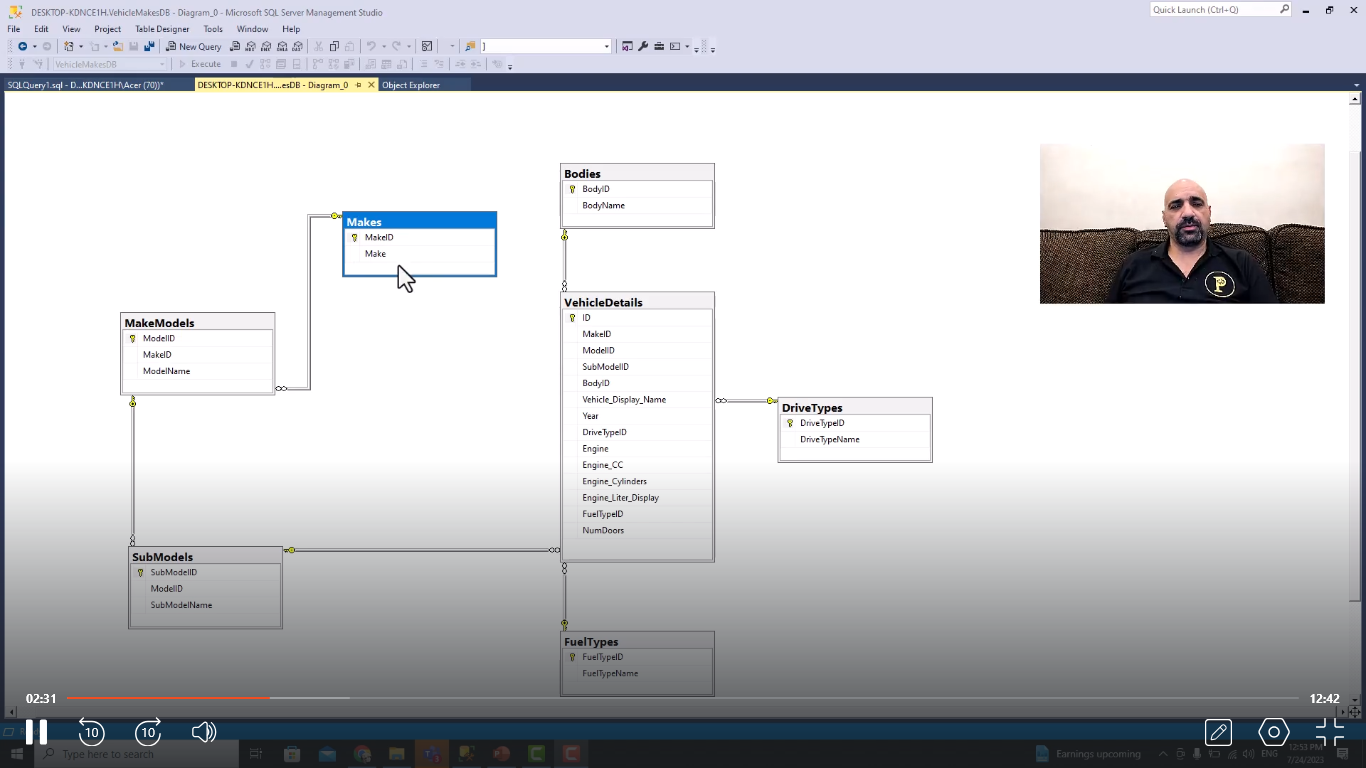 DESKTOP-KDNCE1H.VehicleMakesDB - Diagram_0 - Microsoft SQL Server Management Studio
Quick Launch (Ctrl+Q)
File Edit View Project Table Designer Tools Window Help
New Query
]
VehicleMakesDB
Execute
SQLQuery1.sql - D...KDNCE1H\Acer (70))*
DESKTOP-KDNCE1H....esDB - Diagram_0
Object Explorer
Bodies
BodyID
BodyName
Makes
MakeID
Make
MakeModels
ModelID
MakeID
ModelName
VehicleDetails
ID
MakeID
ModelID
SubModelID
BodyID
Vehicle_Display_Name
Year
DriveTypeID
Engine
Engine_CC
Engine_Cylinders
Engine_Liter_Display
FuelTypeID
NumDoors
DriveTypes
DriveTypeID
DriveTypeName
SubModels
SubModelID
ModelID
SubModelName
FuelTypes
FuelTypeID
FuelTypeName
P
02:31
12:42
10
10
Type here to search
Earnings upcoming
ENG
12:53 PM
7/24/2023